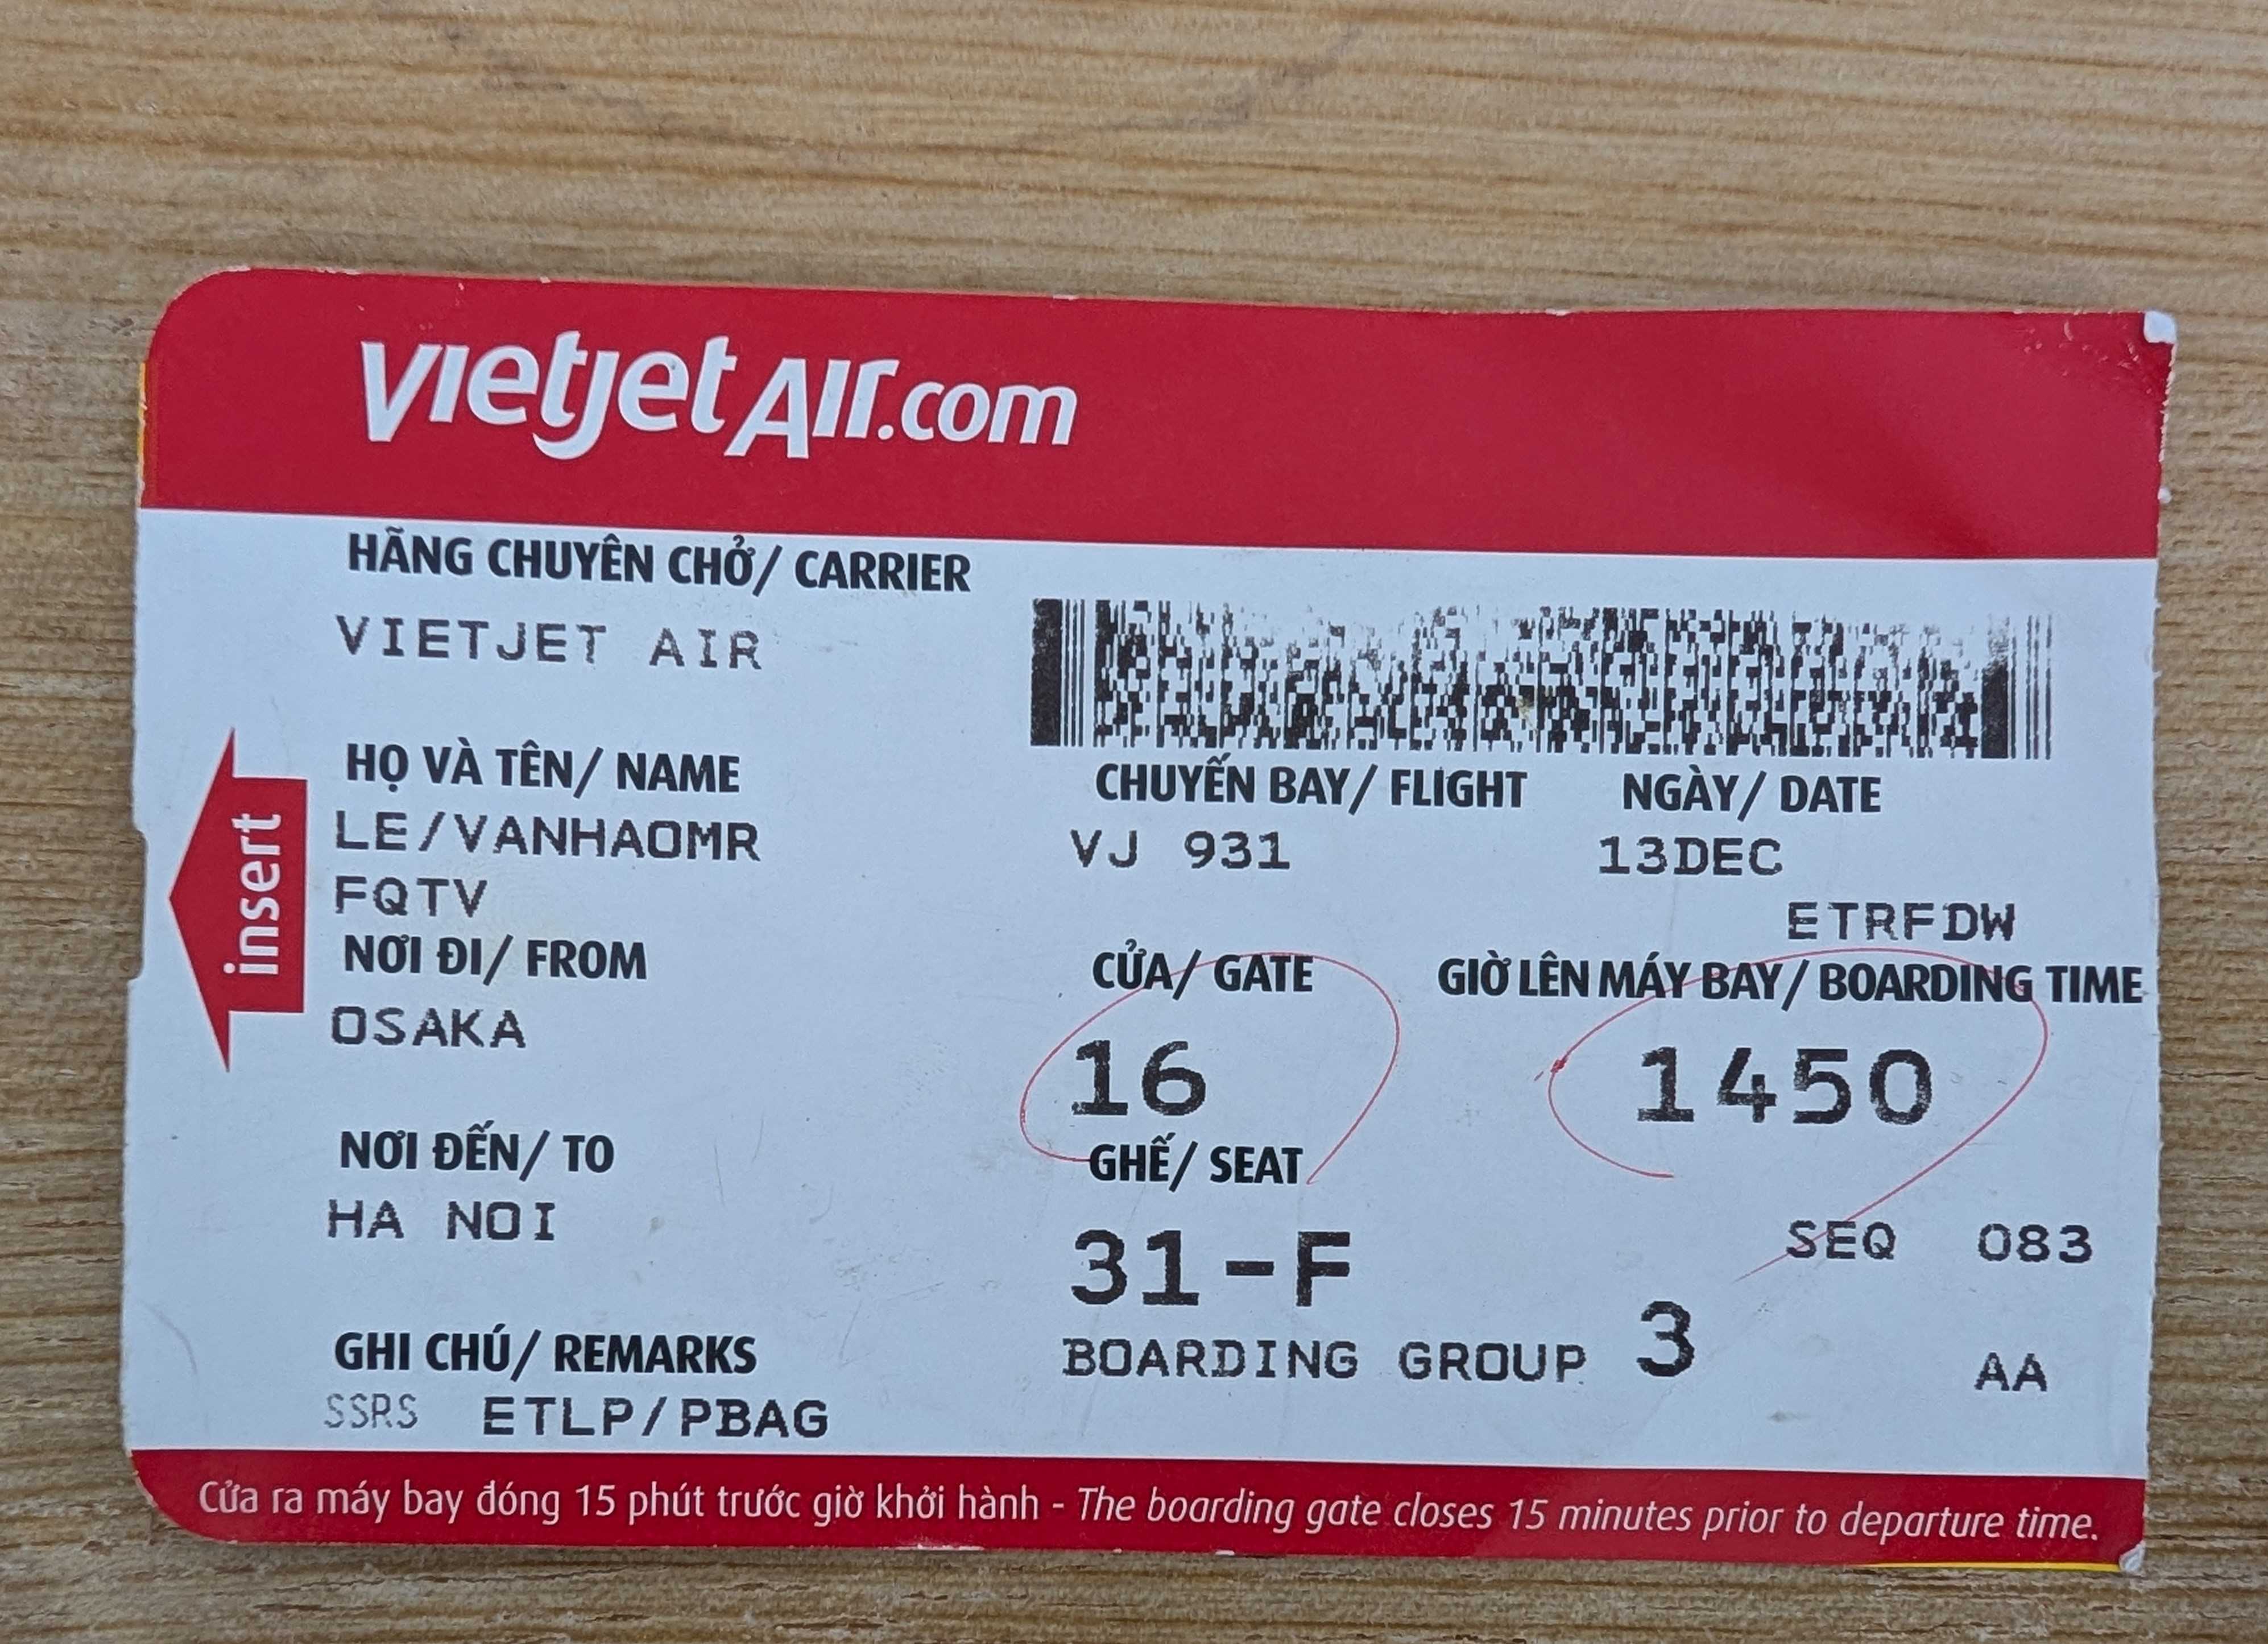 vietjet Air.com
HÃNG CHUYÊN CHỞ/ CARRIER
VIETJET AIR
HỌ VÀ TÊN/ NAME
LE/VANHAOMR
FQTV
NƠI ĐI/ FROM
OSAKA
NƠI ĐẾN/ TO
HA NOI
GHI CHÚ/ REMARKS
SSRS ETLP/PBAG
insert
CHUYẾN BAY/ FLIGHT NGÀY/ DATE
VJ 931 13DEC
ETRFDW
CỬA/ GATE GIỜ LÊN MÁY BAY/ BOARDING TIME
16 1450
GHẾ/ SEAT
31-F SEQ 083
BOARDING GROUP 3 AA
Cửa ra máy bay đóng 15 phút trước giờ khởi hành - The boarding gate closes 15 minutes prior to departure time.